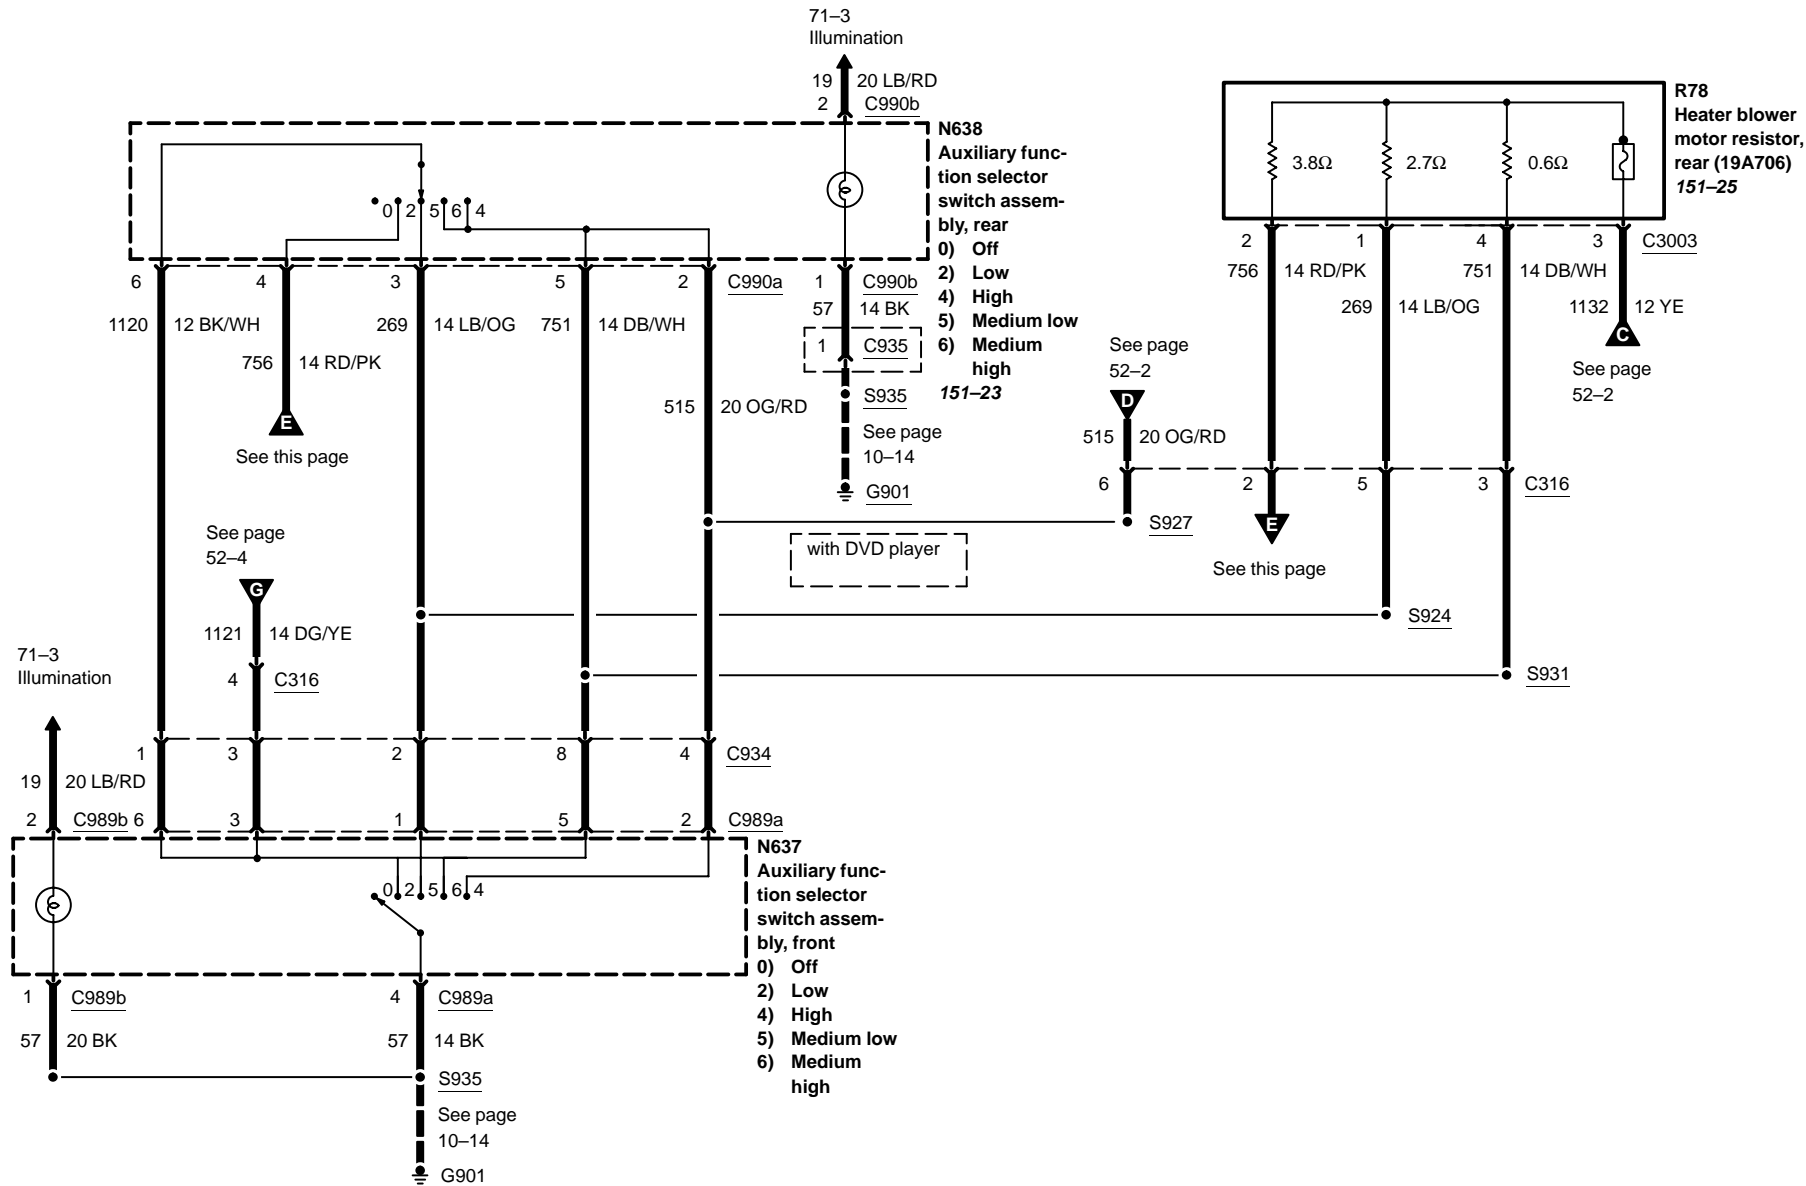 71–3
Illumination
19 20 LB/RD
2 C990b
N638
Auxiliary func-
tion selector
switch assem-
bly, rear
0) Off
2) Low
4) High
5) Medium low
6) Medium
high
151–23
0 2 5 6 4
6 4 3 5 2 C990a 1 C990b
1120 12 BK/WH
756 14 RD/PK
E
See this page
269 14 LB/OG
751 14 DB/WH
515 20 OG/RD
57 14 BK
1 C935
S935
See page
10–14
G901
R78
Heater blower
motor resistor,
rear (19A706)
151–25
3.8Ω 2.7Ω 0.6Ω
2 1 4 3 C3003
756 14 RD/PK
751 14 DB/WH
269 14 LB/OG
1132 12 YE
C
See page
52–2
See page
52–2
D
515 20 OG/RD
6 2 5 3 C316
S927
E
See this page
with DVD player
S924
S931
See page
52–4
G
1121 14 DG/YE
4 C316
71–3
Illumination
19 20 LB/RD
1 3 2 8 4 C934
2 C989b 6 3 1 5 2 C989a
N637
Auxiliary func-
tion selector
switch assem-
bly, front
0) Off
2) Low
4) High
5) Medium low
6) Medium
high
0 2 5 6 4
1 C989b
4 C989a
57 20 BK
57 14 BK
S935
See page
10–14
G901